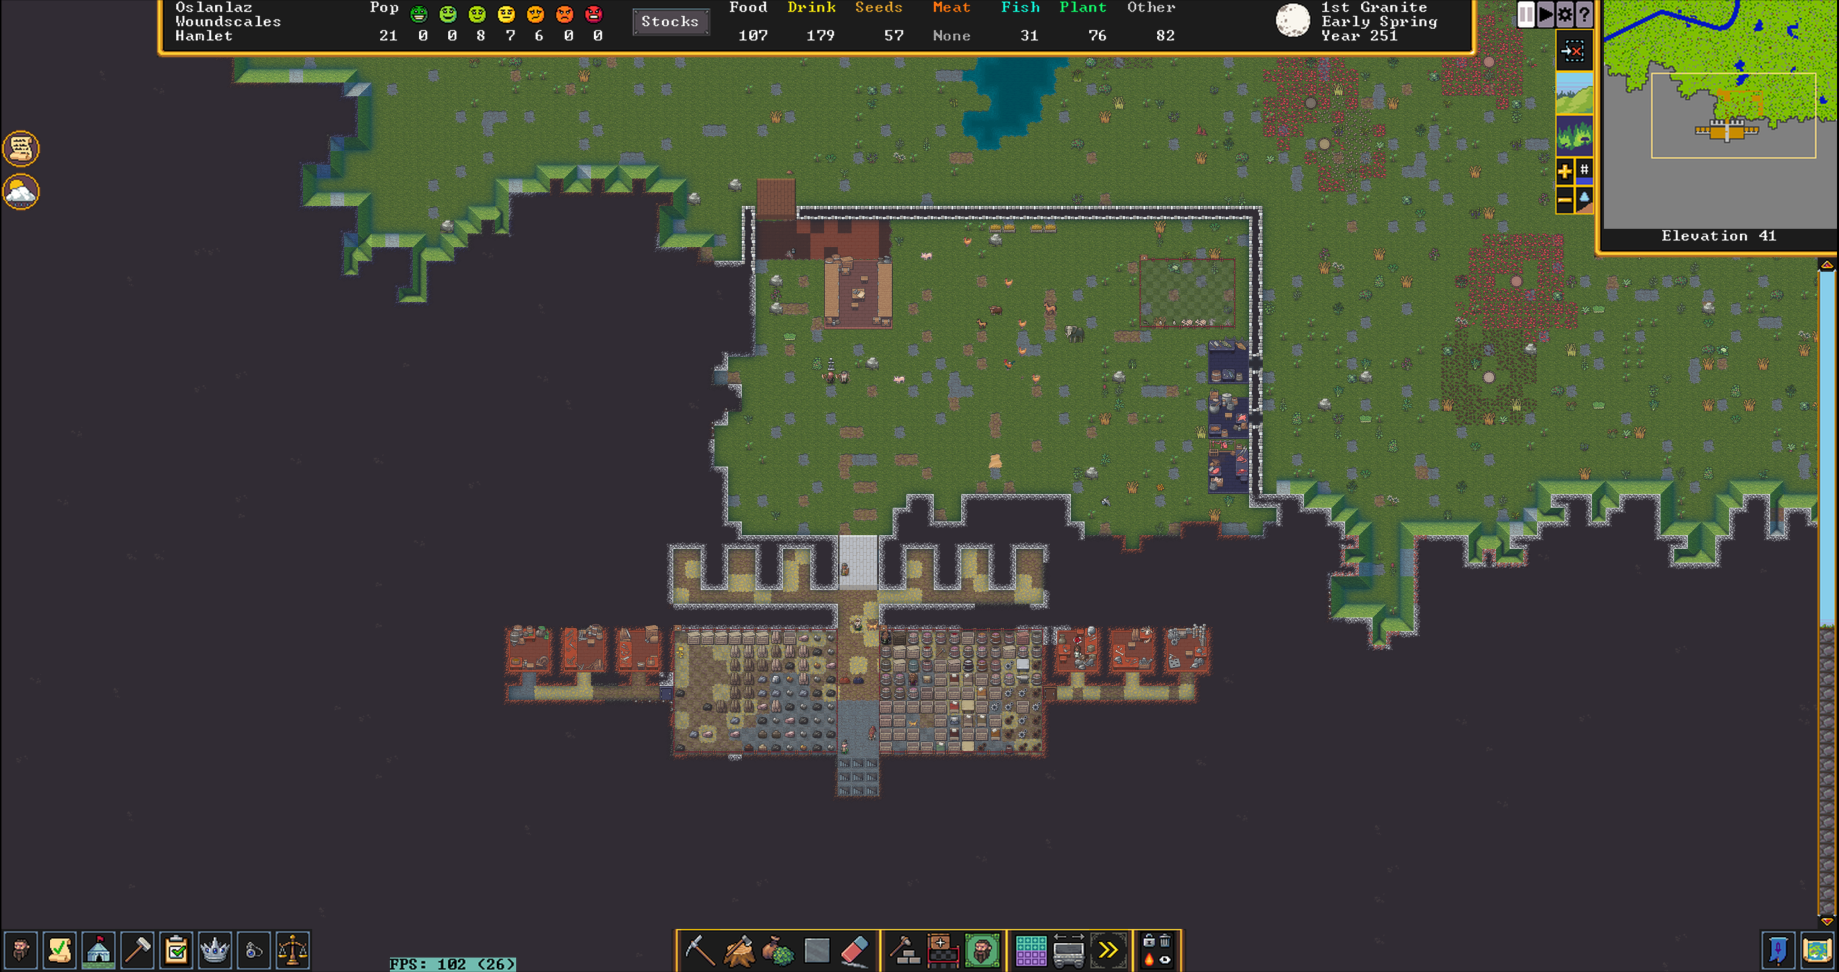 Oslanlaz
Woundscales
Hamlet
Pop
21 0 0 8 7 6 0 0
Stocks
Food Drink Seeds Meat Fish Plant Other
107 179 57 None 31 76 82
1st Granite
Early Spring
Year 251
?
#
Elevation 41
FPS: 102 (26)